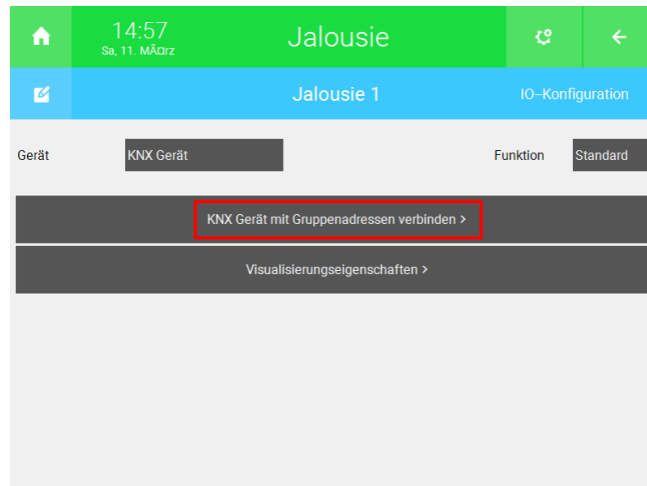 14:57
Sa, 11. MÃ¤rz
Jalousie
Jalousie 1
IO-Konfiguration
Gerät
KNX Gerät
Funktion
Standard
KNX Gerät mit Gruppenadressen verbinden >
Visualisierungseigenschaften >